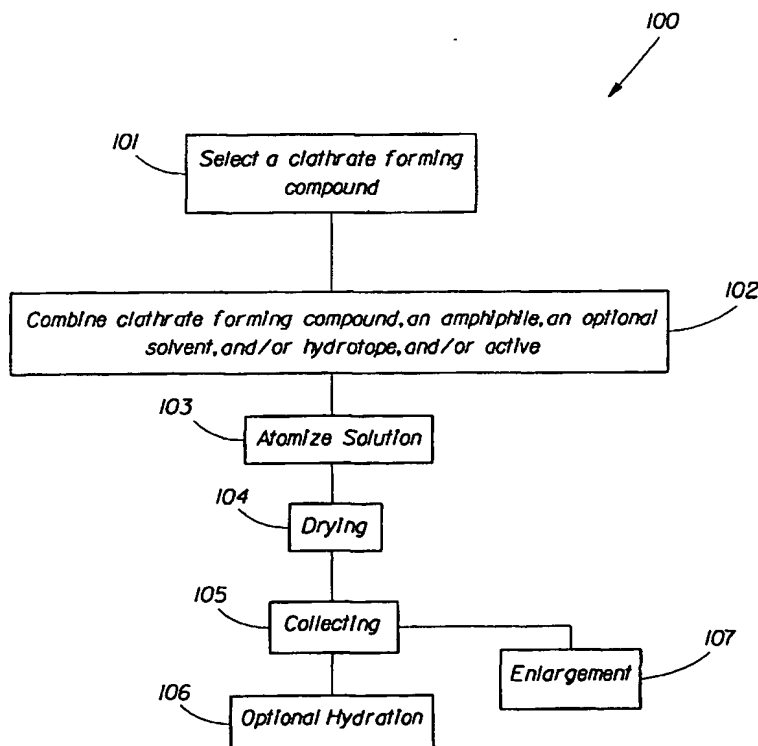 100
101
Select a clathrate forming
compound
102
Combine clathrate forming compound, an amphiphile, an optional
solvent, and/or hydrotope, and/or active
103
Atomize Solution
104
Drying
105
Collecting
107
Enlargement
106
Optional Hydration